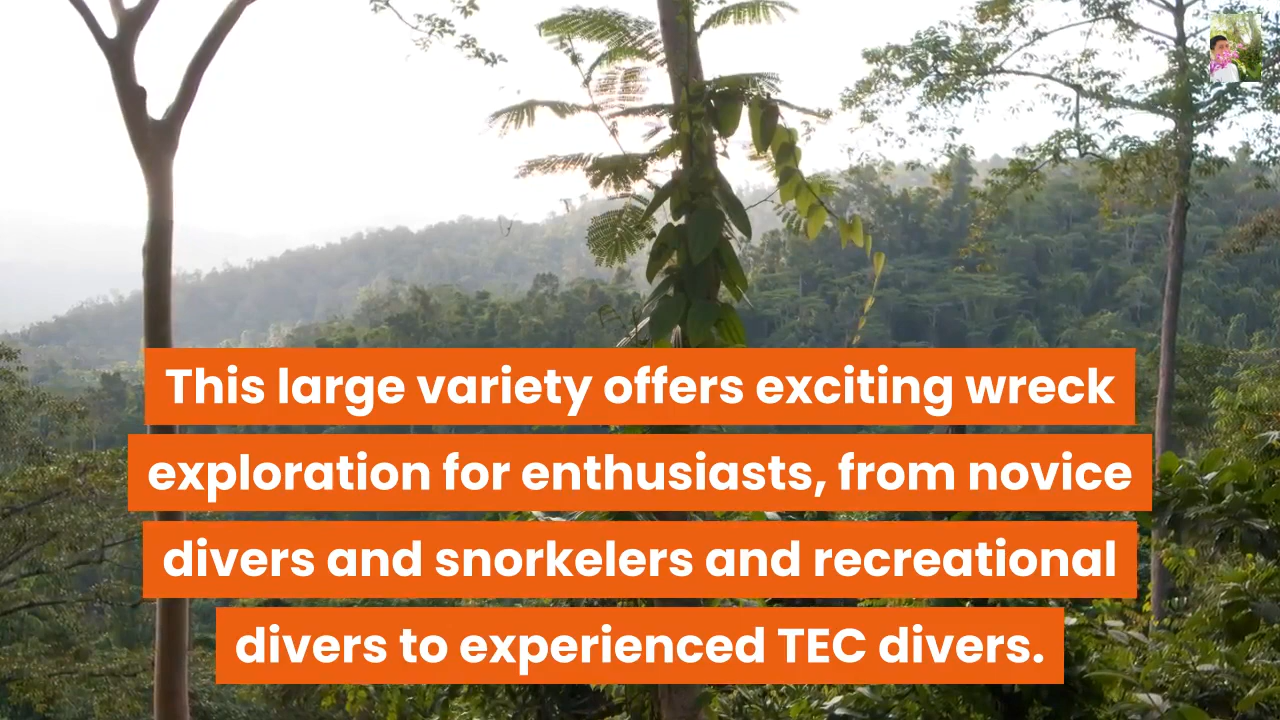 This large variety offers exciting wreck
exploration for enthusiasts, from novice
divers and snorkelers and recreational
divers to experienced TEC divers.